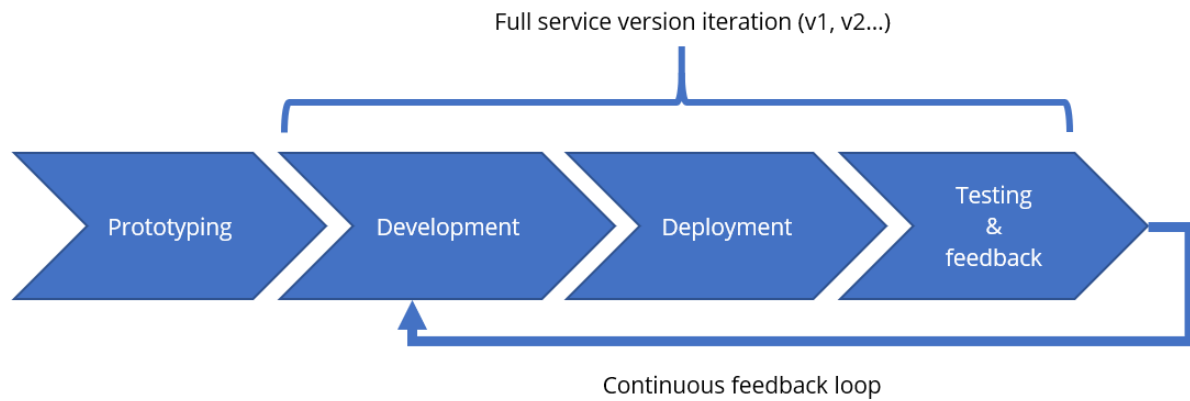 Full service version iteration (v1, v2...)
Prototyping
Development
Deployment
Testing
&
feedback
Continuous feedback loop